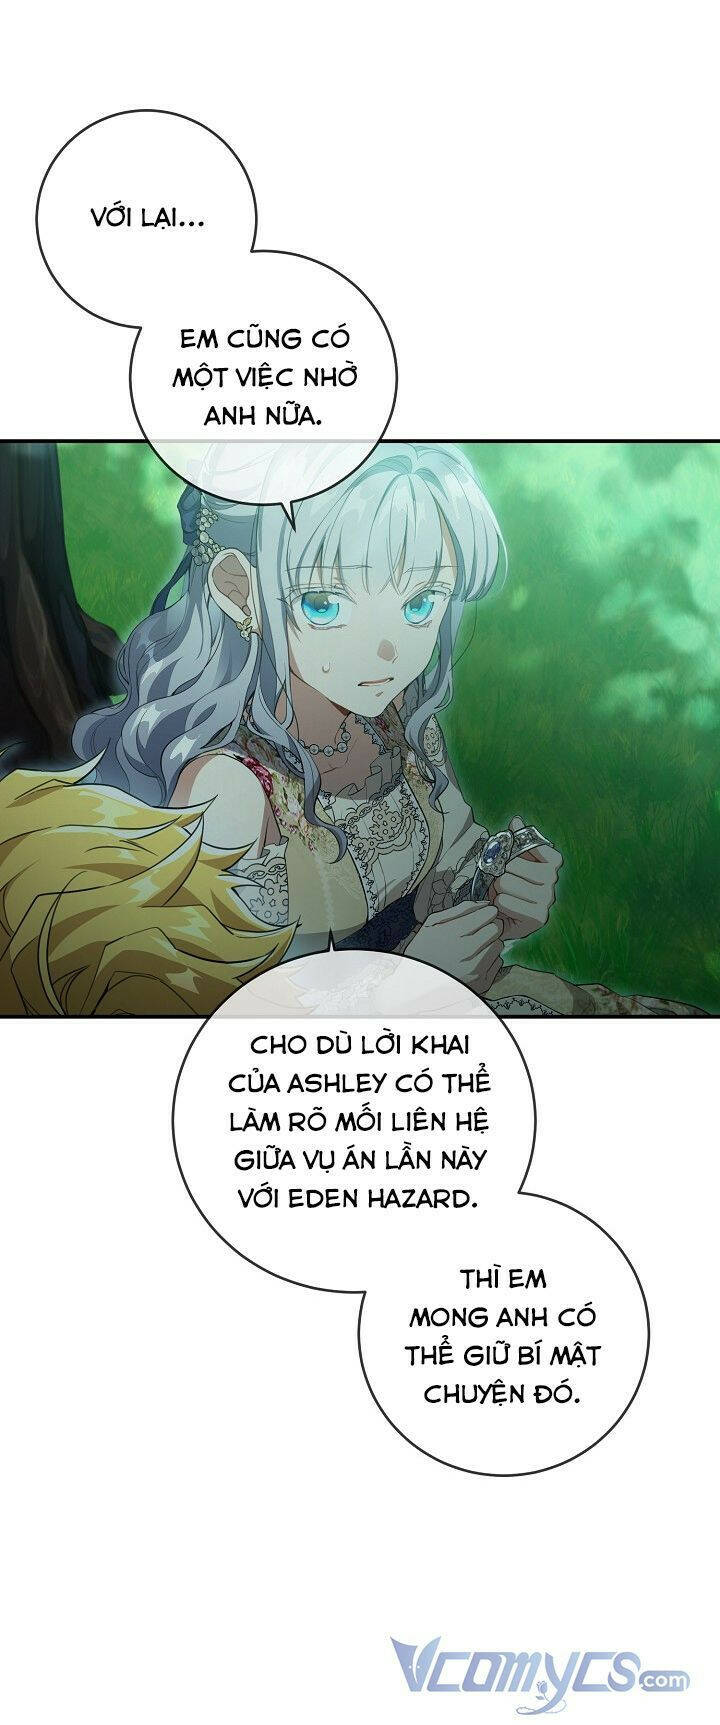 VỚI LẠI...
EM CŨNG CÓ
MỘT VIỆC NHỜ
ANH NỮA.
CHO DÙ LỜI KHAI
CỦA ASHLEY CÓ THỂ
LÀM RÕ MỐI LIÊN HỆ
GIỮA VỤ ÁN LẦN NÀY
VỚI EDEN HAZARD.
THÌ EM
MONG ANH CÓ
THỂ GIỮ BÍ MẬT
CHUYỆN ĐÓ.
VCOMYCS.com